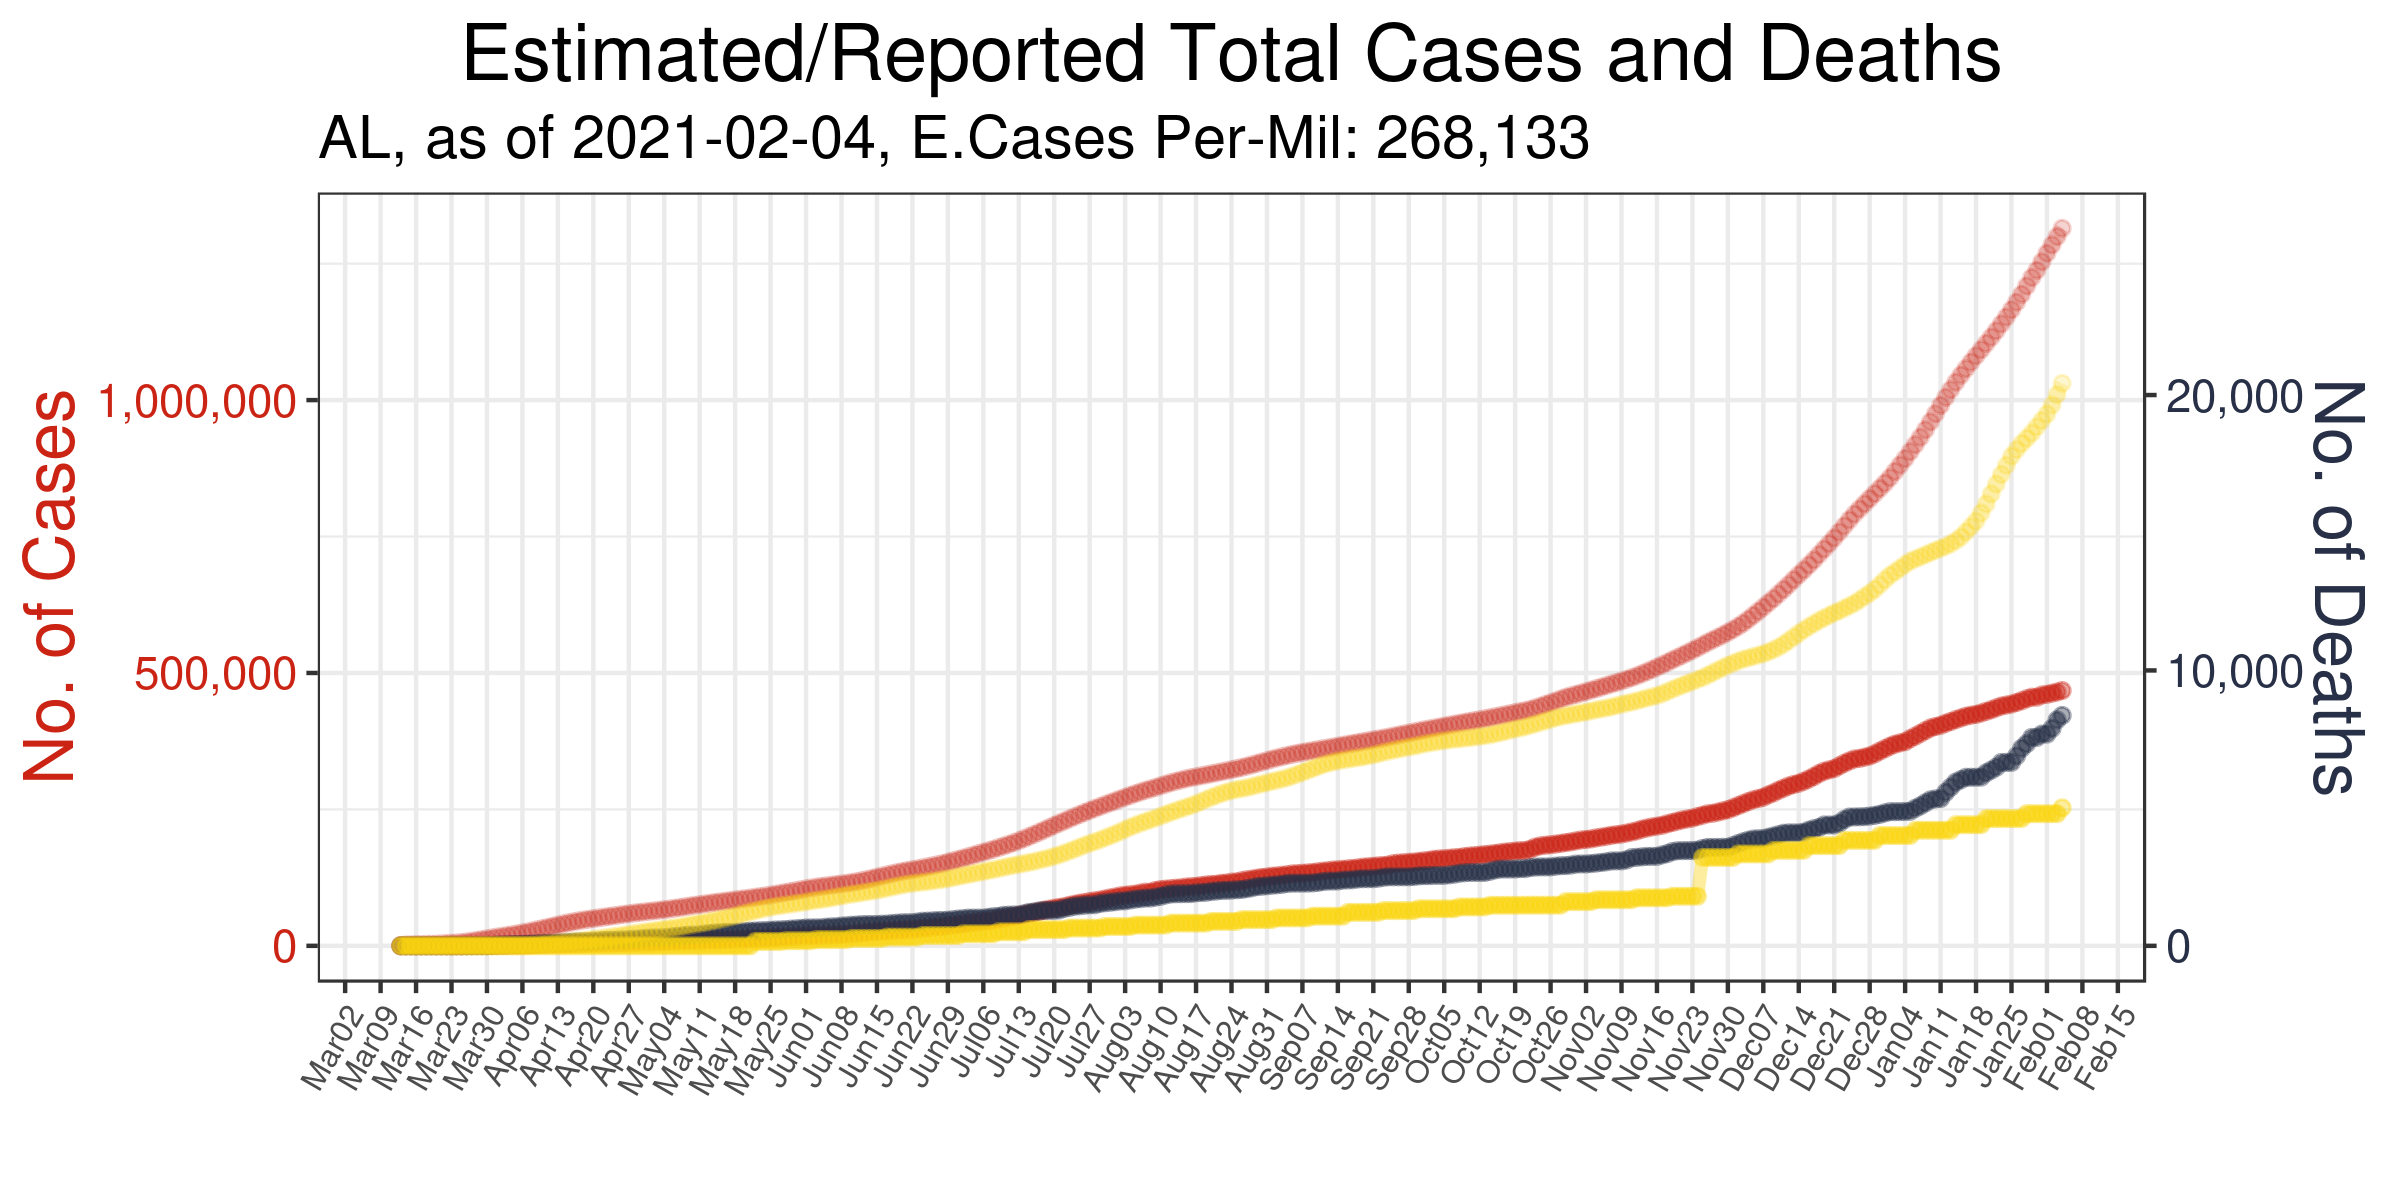 Estimated/Reported Total Cases and Deaths
AL, as of 2021-02-04, E.Cases Per-Mil: 268,133
No. of Cases
1,000,000
500,000
0
20,000
10,000
0
No. of Deaths
Mar02
Mar09
Mar16
Mar23
Mar30
Apr06
Apr13
Apr20
Apr27
May04
May11
May18
May25
Jun01
Jun08
Jun15
Jun22
Jun29
Jul06
Jul13
Jul20
Jul27
Aug03
Aug10
Aug17
Aug24
Aug31
Sep07
Sep14
Sep21
Sep28
Oct05
Oct12
Oct19
Oct26
Nov02
Nov09
Nov16
Nov23
Nov30
Dec07
Dec14
Dec21
Dec28
Jan04
Jan11
Jan18
Jan25
Feb01
Feb08
Feb15